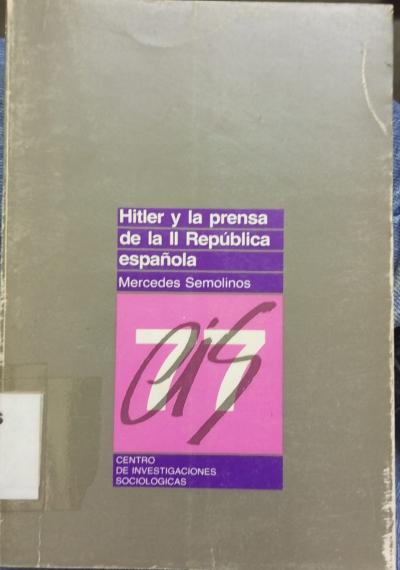 Hitler y la prensa
de la II República
española
Mercedes Semolinos
77
cis
CENTRO
DE INVESTIGACIONES
SOCIOLOGICAS
S